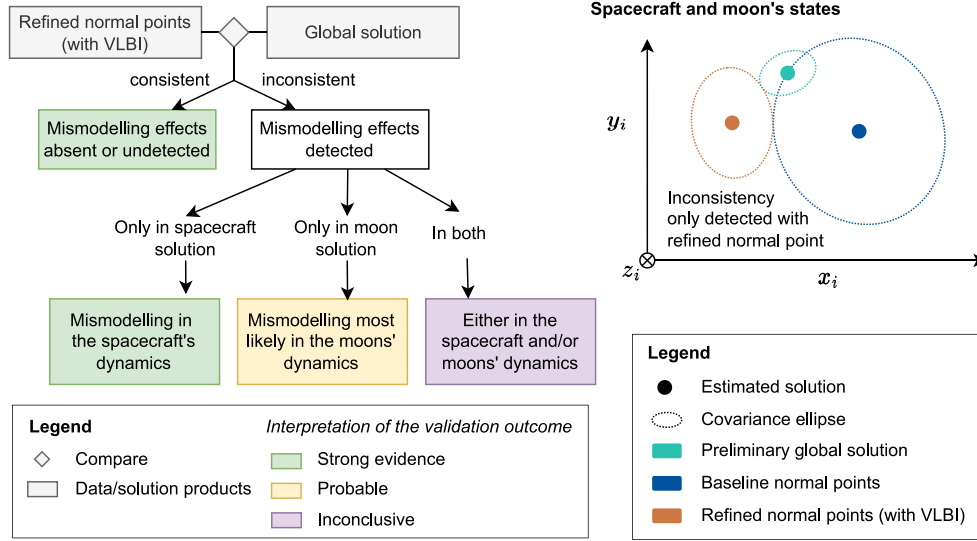 Refined normal points
(with VLBI)
Global solution
consistent
inconsistent
Mismodelling effects
absent or undetected
Mismodelling effects
detected
Only in spacecraft
solution
Only in moon
solution
In both
Mismodelling in
the spacecraft's
dynamics
Mismodelling most
likely in the moons'
dynamics
Either in the
spacecraft and/or
moons' dynamics
Legend
Compare
Data/solution products
Interpretation of the validation outcome
Strong evidence
Probable
Inconclusive
Spacecraft and moon's states
y_i
Inconsistency
only detected with
refined normal point
z_i
x_i
Legend
Estimated solution
Covariance ellipse
Preliminary global solution
Baseline normal points
Refined normal points (with VLBI)